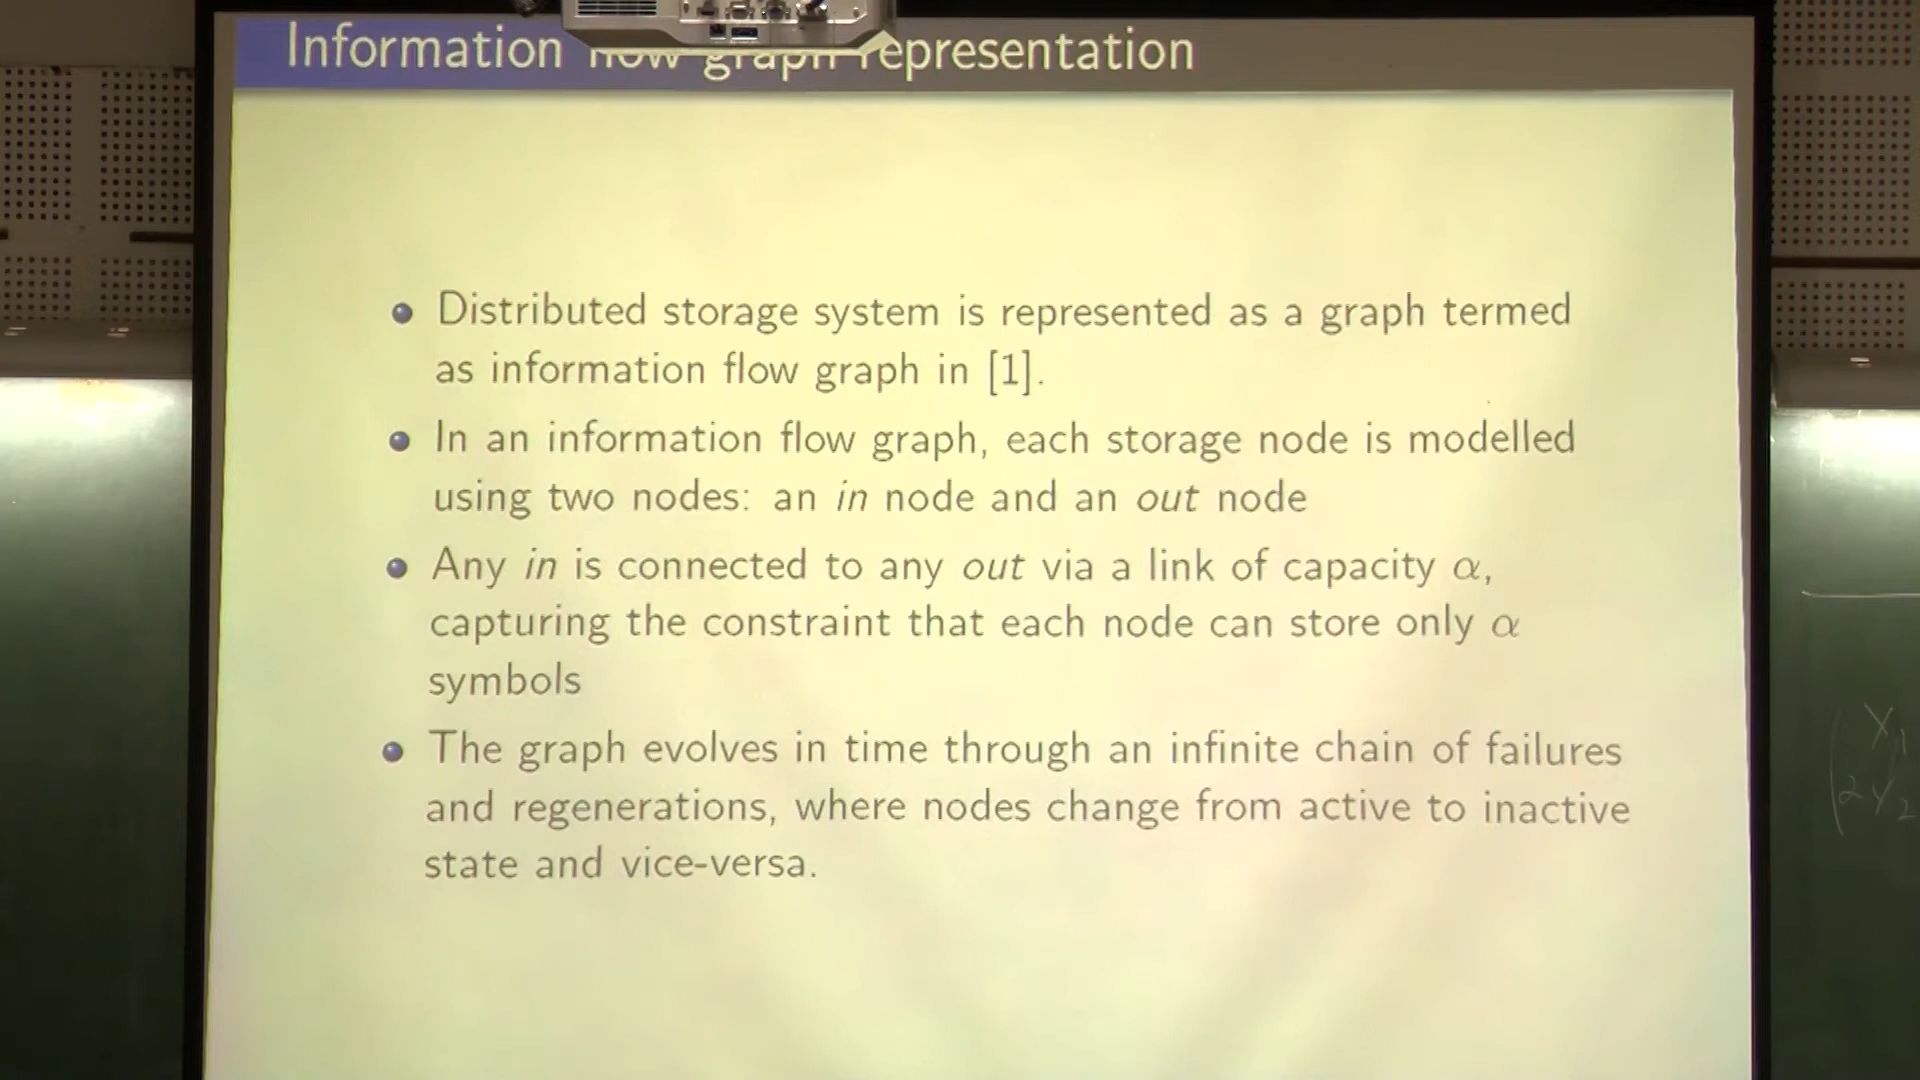 Information flow graph representation
Distributed storage system is represented as a graph termed
as information flow graph in [1].
In an information flow graph, each storage node is modelled
using two nodes: an in node and an out node
Any in is connected to any out via a link of capacity α,
capturing the constraint that each node can store only α
symbols
The graph evolves in time through an infinite chain of failures
and regenerations, where nodes change from active to inactive
state and vice-versa.